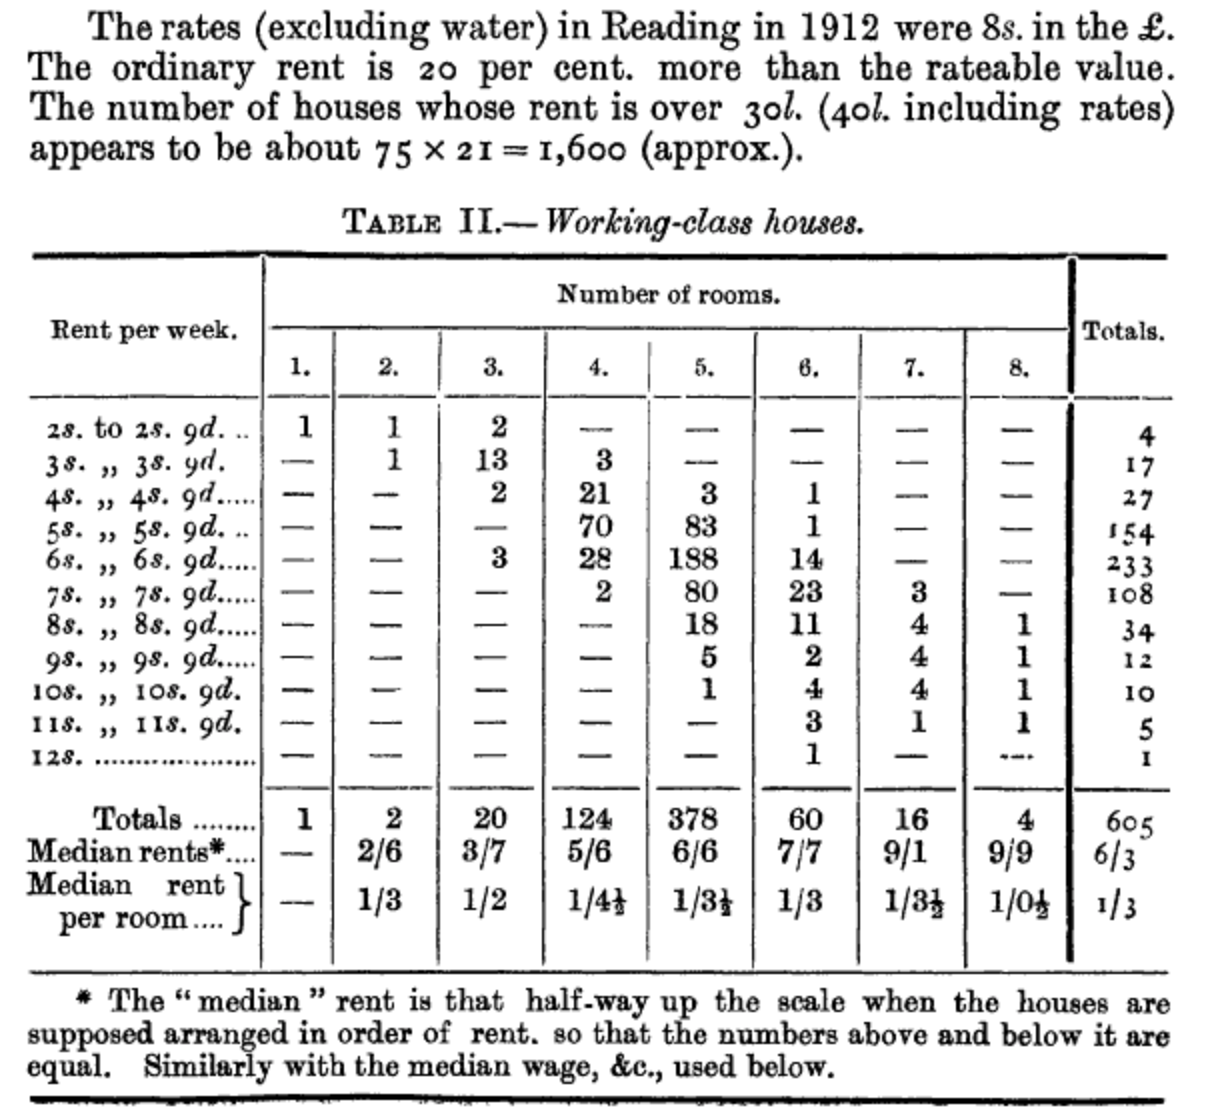 The rates (excluding water) in Reading in 1912 were 8s. in the £.
The ordinary rent is 20 per cent. more than the rateable value.
The number of houses whose rent is over 30l. (40l. including rates)
appears to be about 75 × 21 = 1,600 (approx.).
TABLE II.—Working-class houses.
Rent per week. Number of rooms. Totals.
1. 2. 3. 4. 5. 6. 7. 8.
2s. to 2s. 9d. .. 1 1 2 — — — — — 4
3s. „ 3s. 9d. — 1 13 3 — — — — 17
4s. „ 4s. 9d..... — — 2 21 3 1 — — 27
5s. „ 5s. 9d. .. — — — 70 83 1 — — 154
6s. „ 6s. 9d..... — — 3 28 188 14 — — 233
7s. „ 7s. 9d..... — — — 2 80 23 3 — 108
8s. „ 8s. 9d..... — — — — 18 11 4 1 34
9s. „ 9s. 9d..... — — — — 5 2 4 1 12
10s. „ 10s. 9d. — — — — 1 4 4 1 10
11s. „ 11s. 9d. — — — — — 3 1 1 5
12s. .................... — — — — — 1 — — 1
Totals ........ 1 2 20 124 378 60 16 4 605
Median rents*.... — 2/6 3/7 5/6 6/6 7/7 9/1 9/9 6/3
Median rent
per room .... } — 1/3 1/2 1/4½ 1/3½ 1/3 1/3½ 1/0½ 1/3
* The "median" rent is that half-way up the scale when the houses are
supposed arranged in order of rent. so that the numbers above and below it are
equal. Similarly with the median wage, &c., used below.